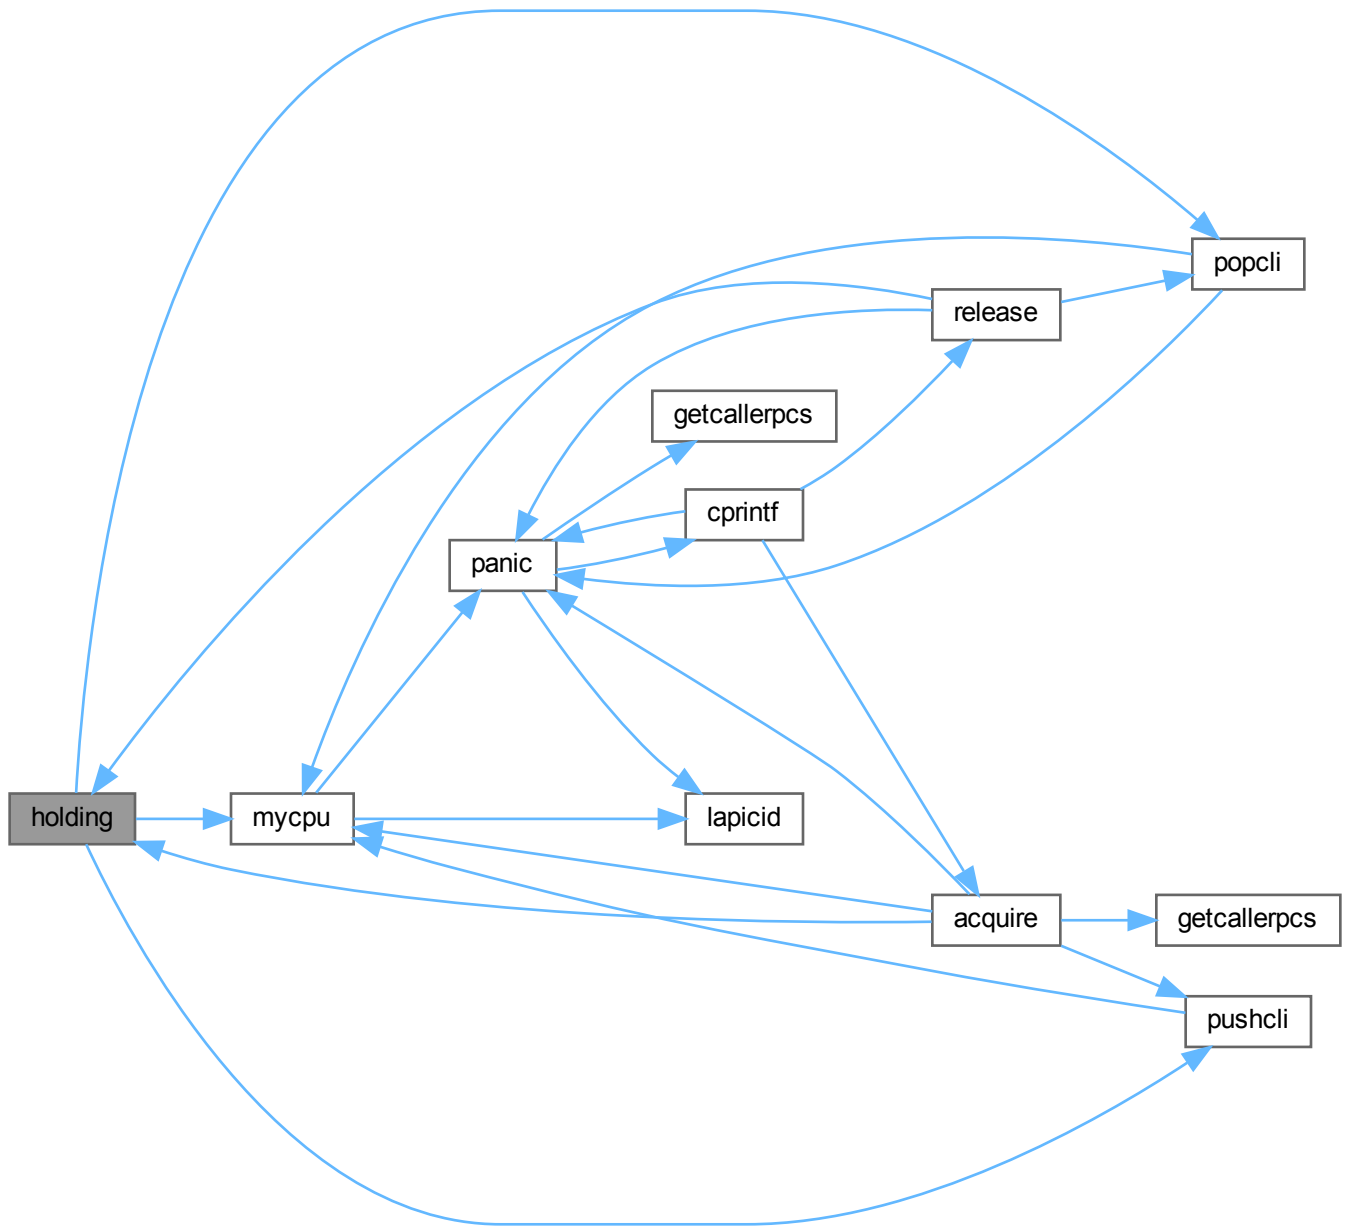 popcli
release
getcallerpcs
cprintf
panic
holding
mycpu
lapicid
acquire
getcallerpcs
pushcli